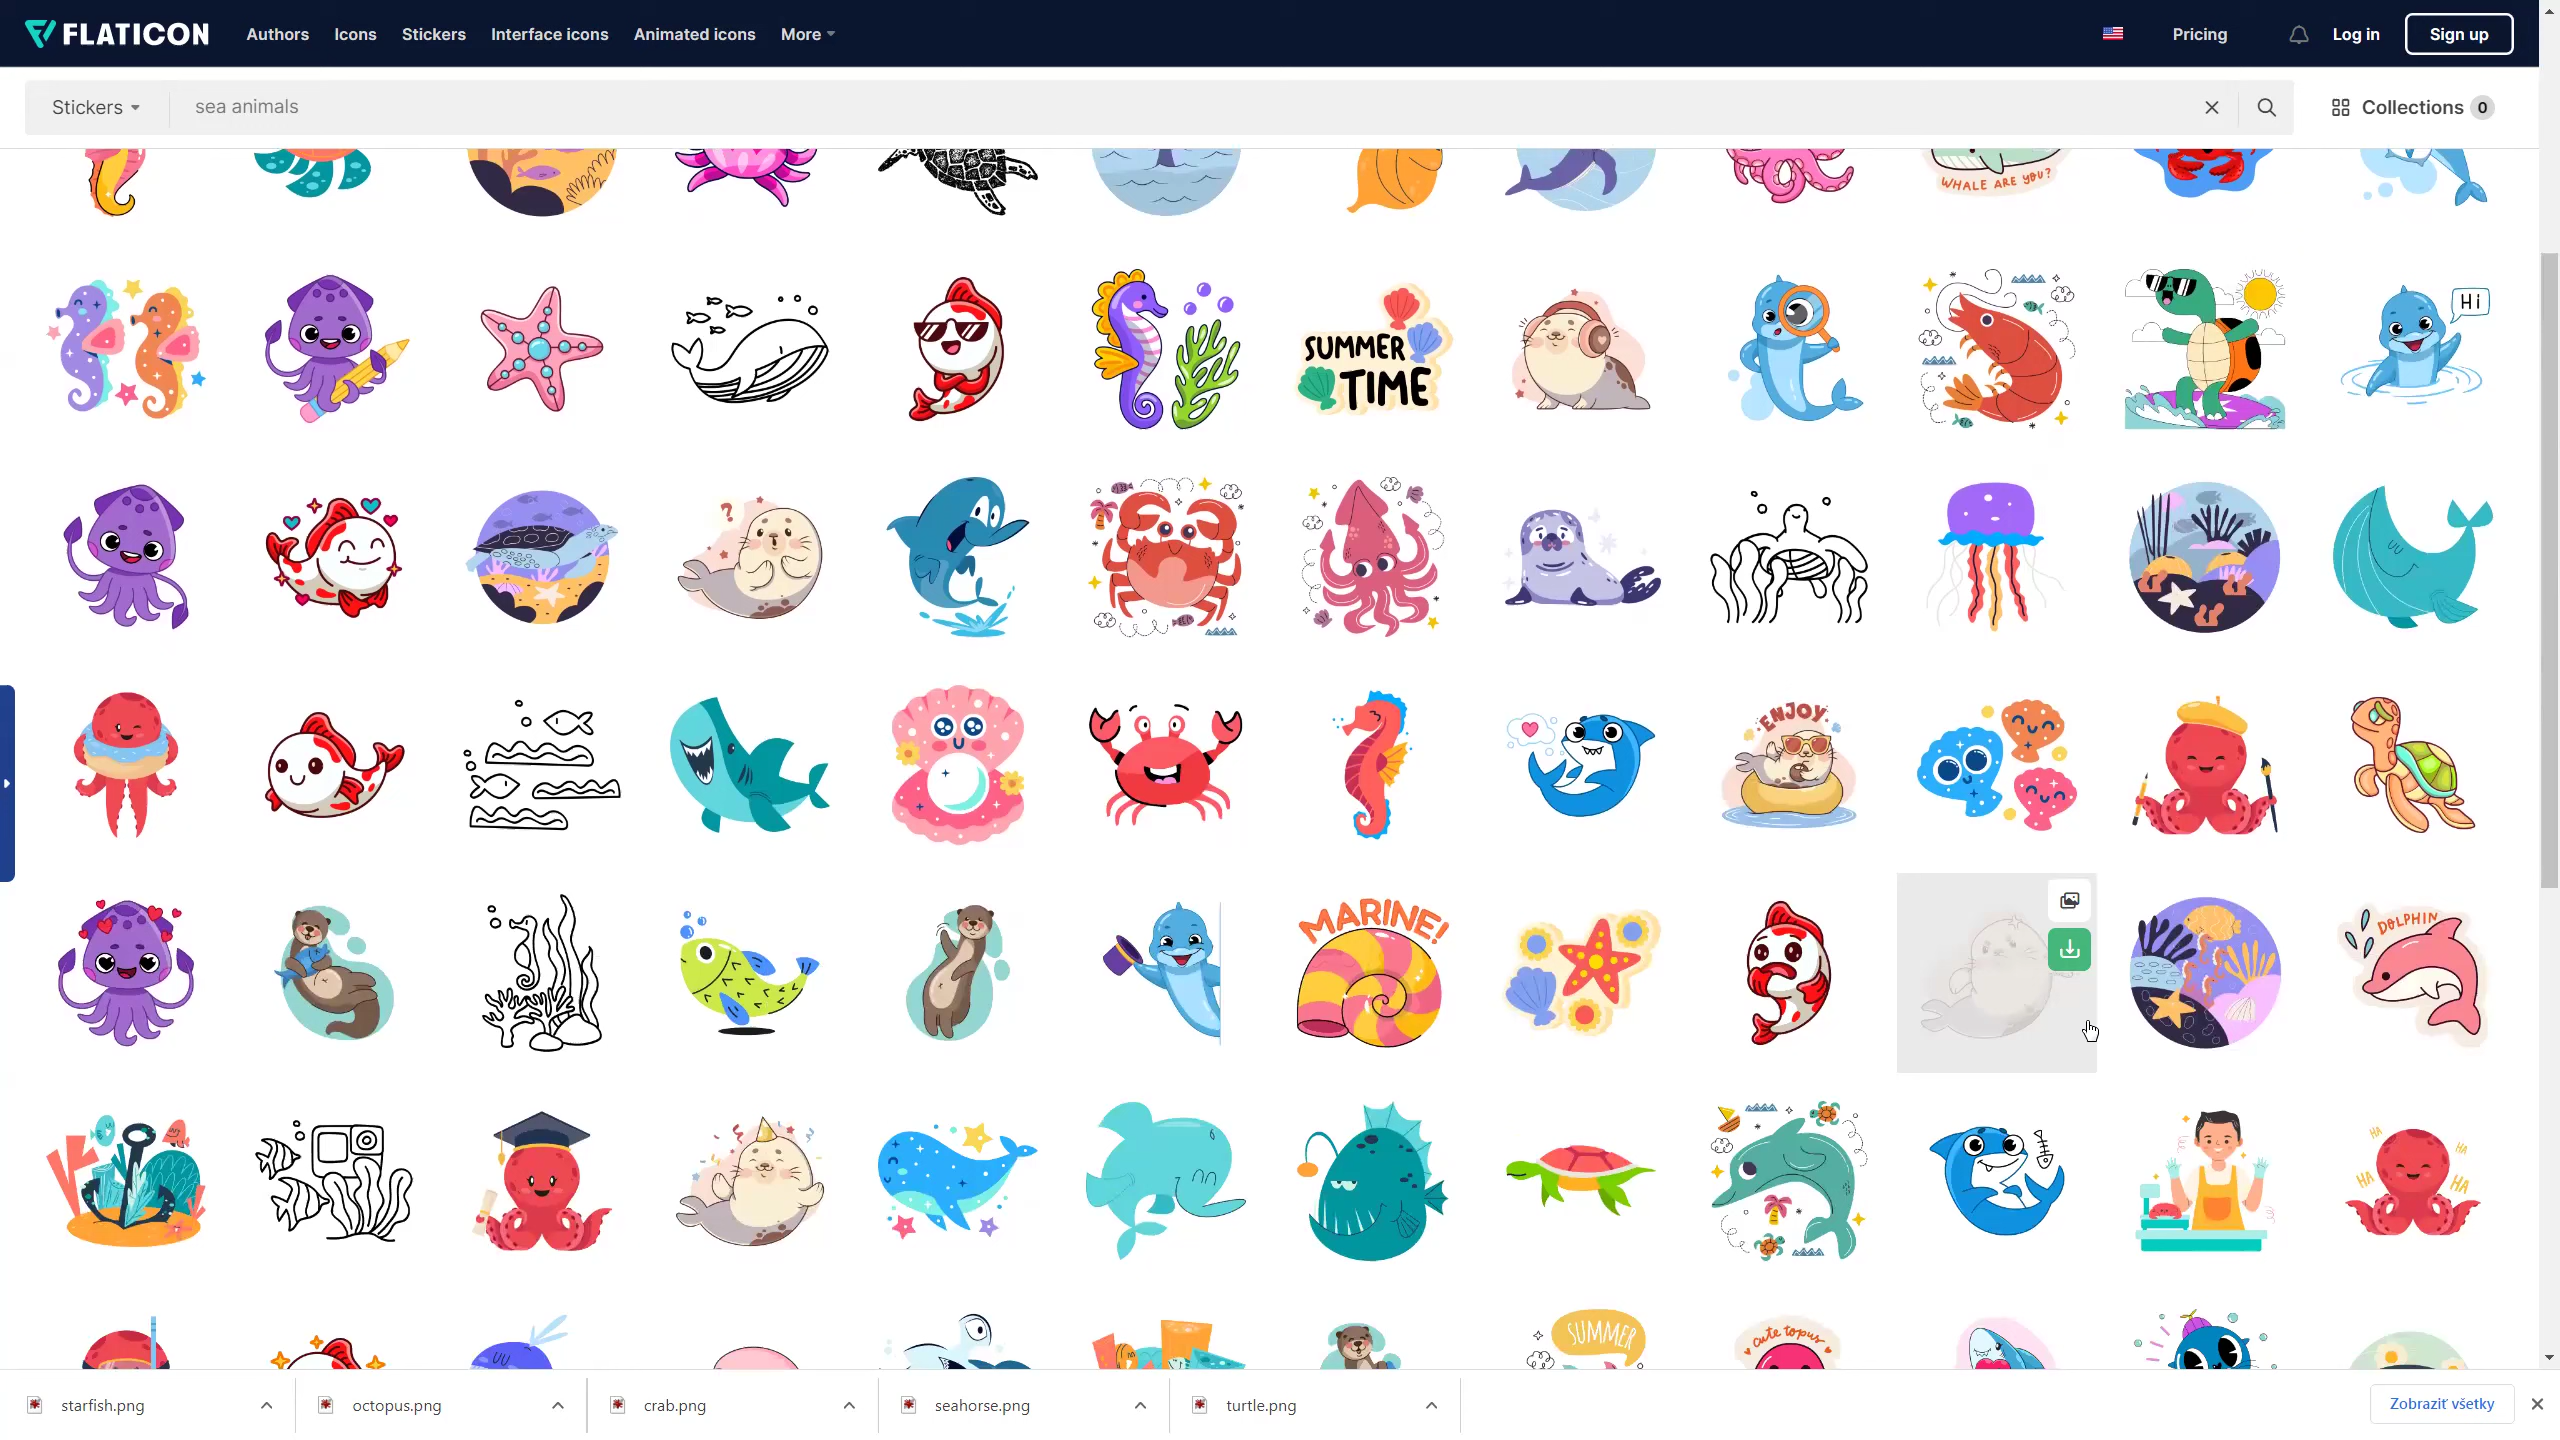 FLATICON
Authors
Icons
Stickers
Interface icons
Animated icons
More
Pricing
Log in
Sign up
Stickers
sea animals
Collections
0
WHALE ARE YOU?
SUMMER
TIME
Hi
?
ENJOY
MARINE!
DOLPHIN
HA
HA
HA
HA
SUMMER
cute topus
starfish.png
octopus.png
crab.png
seahorse.png
turtle.png
Zobraziť všetky